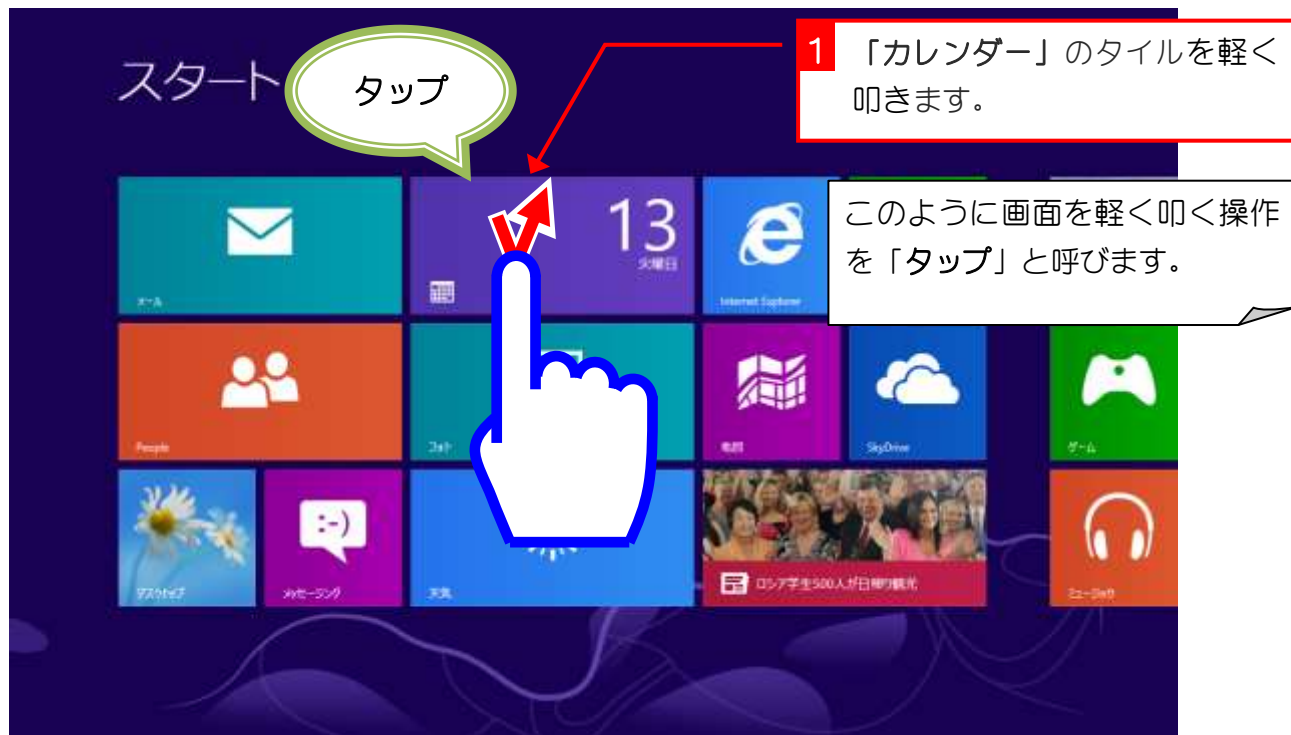 スタート
タップ
1
「カレンダー」のタイルを軽く
叩きます。
このように画面を軽く叩く操作
を「タップ」と呼びます。
13
火曜日
メール
Internet Explorer
People
フォト
地図
SkyDrive
ゲーム
デスクトップ
:-)
メッセージング
天気
ロシア学生500人が日帰り観光
ミュージック